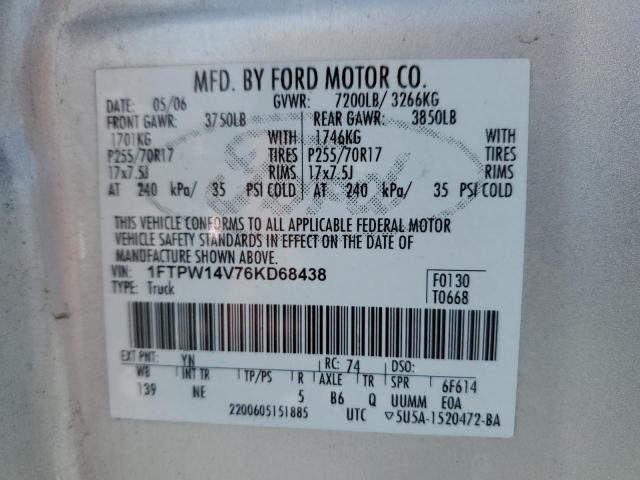 MFD. BY FORD MOTOR CO.
DATE: 05/06 GVWR: 7200LB/ 3266KG
FRONT GAWR: 3750LB REAR GAWR: 3850LB
1701KG WITH 1746KG WITH
P255/70R17 TIRES P255/70R17 TIRES
17x7.5J RIMS 17x7.5J RIMS
AT 240 kPa/ 35 PSI COLD AT 240 kPa/ 35 PSI COLD
THIS VEHICLE CONFORMS TO ALL APPLICABLE FEDERAL MOTOR
VEHICLE SAFETY STANDARDS IN EFFECT ON THE DATE OF
MANUFACTURE SHOWN ABOVE.
VIN: 1FTPW14V76KD68438 F0130
TYPE: Truck T0668
EXT PNT: YN RC: 74 DSO:
WB INT TR TP/PS R AXLE TR SPR 6F614
139 NE 5 B6 Q UUMM E0A
2200605151885 UTC ▽5U5A-1520472-BA